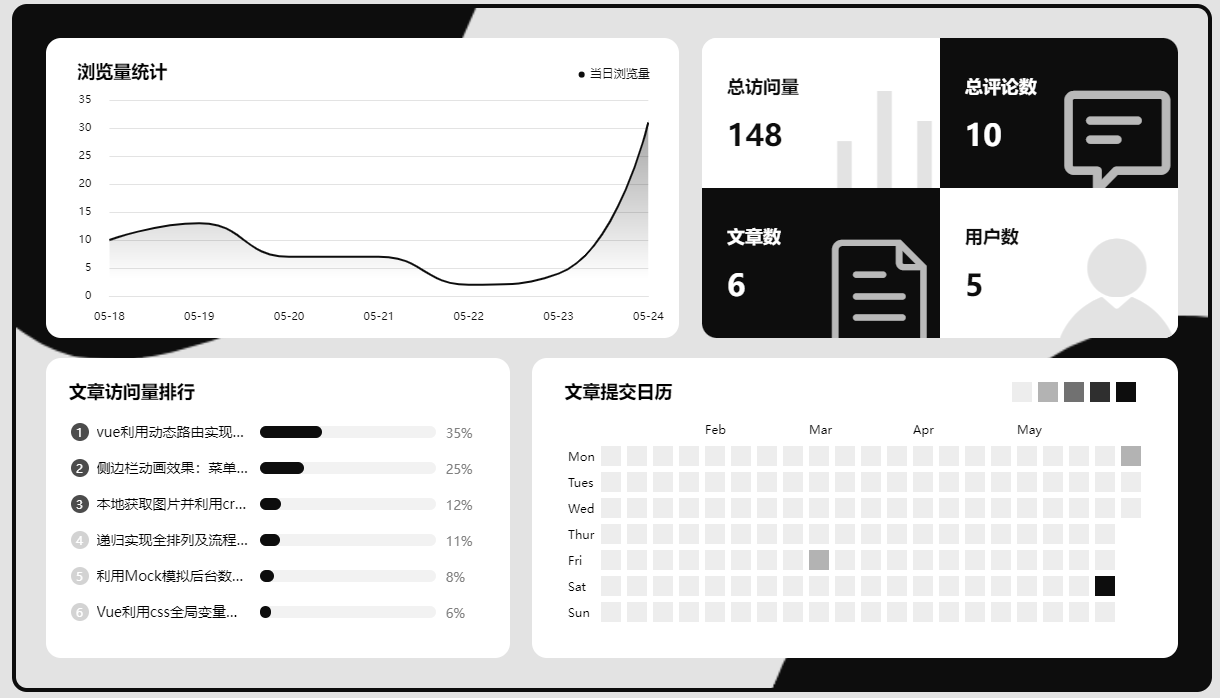 浏览量统计
当日浏览量
35
30
25
20
15
10
5
0
05-18 05-19 05-20 05-21 05-22 05-23 05-24
总访问量
148
总评论数
10
文章数
6
用户数
5
文章访问量排行
1 vue利用动态路由实现... 35%
2 侧边栏动画效果：菜单... 25%
3 本地获取图片并利用cr... 12%
4 递归实现全排列及流程... 11%
5 利用Mock模拟后台数... 8%
6 Vue利用css全局变量... 6%
文章提交日历
Feb Mar Apr May
Mon
Tues
Wed
Thur
Fri
Sat
Sun